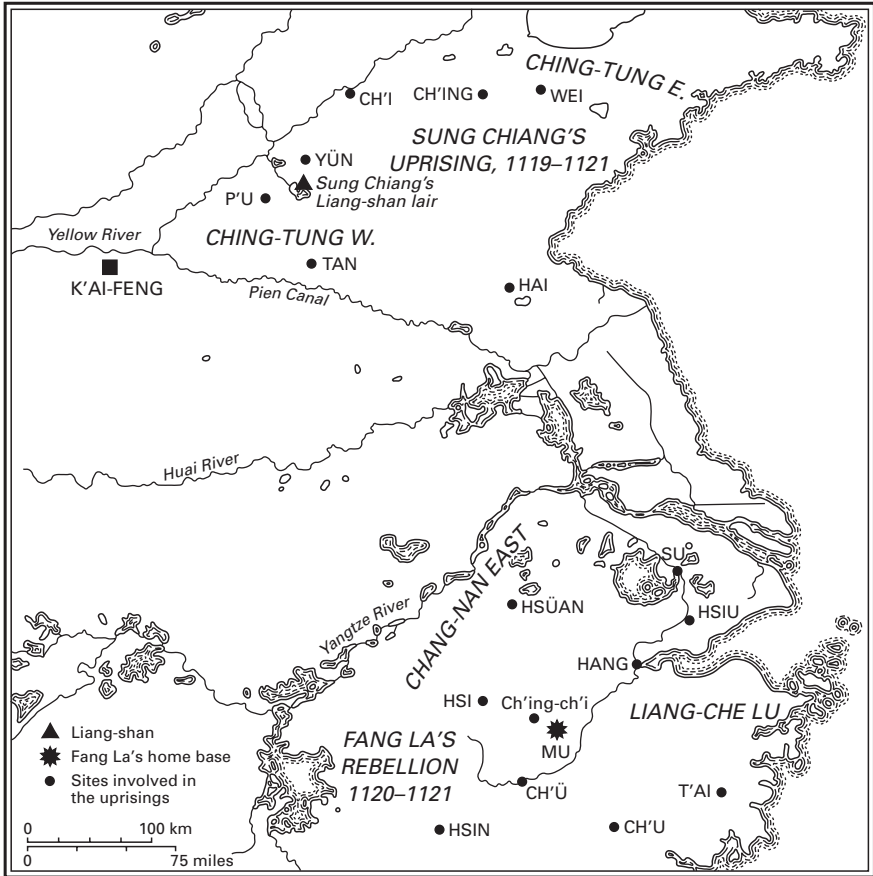 CHING-TUNG E.
CH'I
CH'ING
WEI
SUNG CHIANG'S
UPRISING, 1119–1121
YÜN
Sung Chiang's
Liang-shan lair
P'U
Yellow River
CHING-TUNG W.
TAN
K'AI-FENG
Pien Canal
HAI
Huai River
CHANG-NAN EAST
SU
Yangtze River
HSÜAN
HSIU
HANG
HSI
Ch'ing-ch'i
LIANG-CHE LU
MU
FANG LA'S
REBELLION
1120–1121
CH'Ü
T'AI
HSIN
CH'U
Liang-shan
Fang La's home base
Sites involved in
the uprisings
0 100 km
0 75 miles